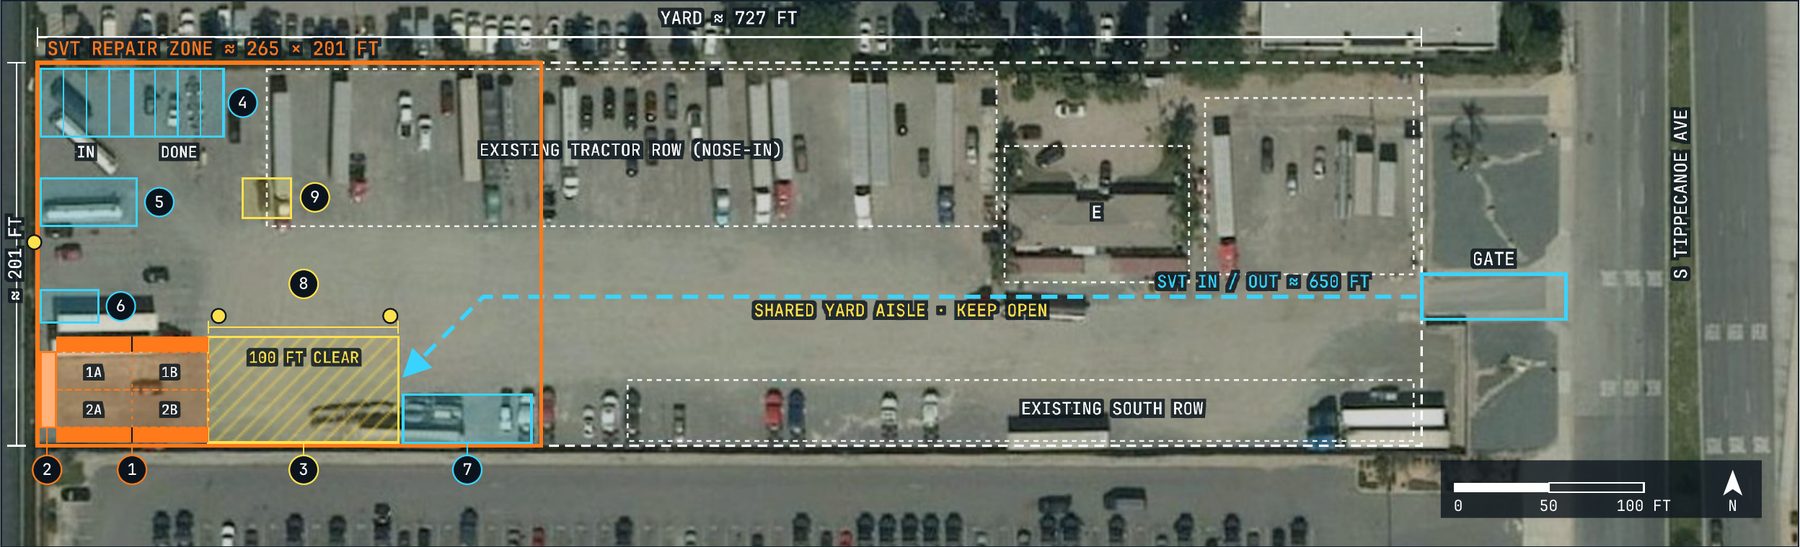 YARD ≈ 727 FT
SVT REPAIR ZONE ≈ 265 × 201 FT
4
IN
DONE
EXISTING TRACTOR ROW (NOSE-IN)
5
9
E
≈ 201 FT
S TIPPECANOE AVE
GATE
SVT IN / OUT ≈ 650 FT
8
6
SHARED YARD AISLE • KEEP OPEN
100 FT CLEAR
1A
1B
2A
2B
EXISTING SOUTH ROW
2
1
3
7
0
50
100 FT
N